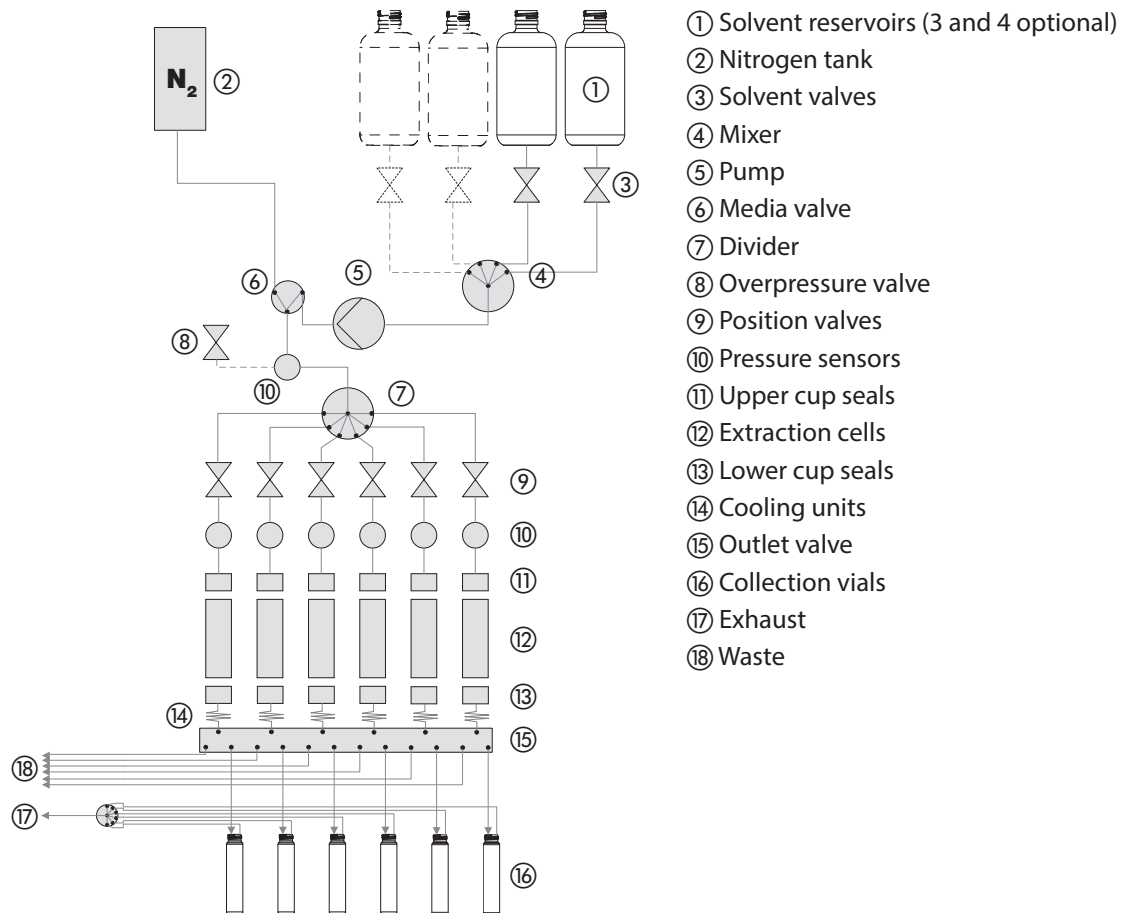 ① Solvent reservoirs (3 and 4 optional)
② Nitrogen tank
③ Solvent valves
④ Mixer
⑤ Pump
⑥ Media valve
⑦ Divider
⑧ Overpressure valve
⑨ Position valves
⑩ Pressure sensors
⑪ Upper cup seals
⑫ Extraction cells
⑬ Lower cup seals
⑭ Cooling units
⑮ Outlet valve
⑯ Collection vials
⑰ Exhaust
⑱ Waste
N₂ ②
①
③
④
⑤
⑥
⑧
⑩
⑦
⑨
⑩
⑪
⑫
⑬
⑭
⑮
⑱
⑰
⑯